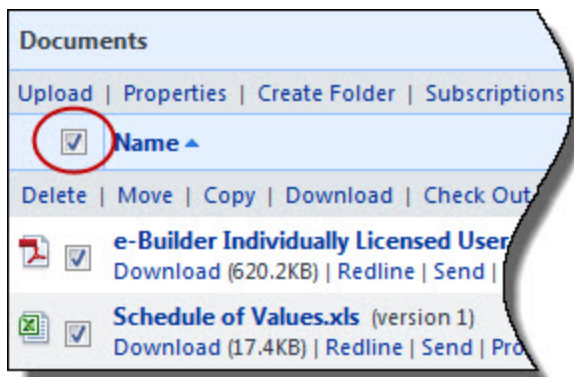 Documents
Upload | Properties | Create Folder | Subscriptions
Name
Delete | Move | Copy | Download | Check Out
e-Builder Individually Licensed User
Download (620.2KB) | Redline | Send |
Schedule of Values.xls (version 1)
Download (17.4KB) | Redline | Send |